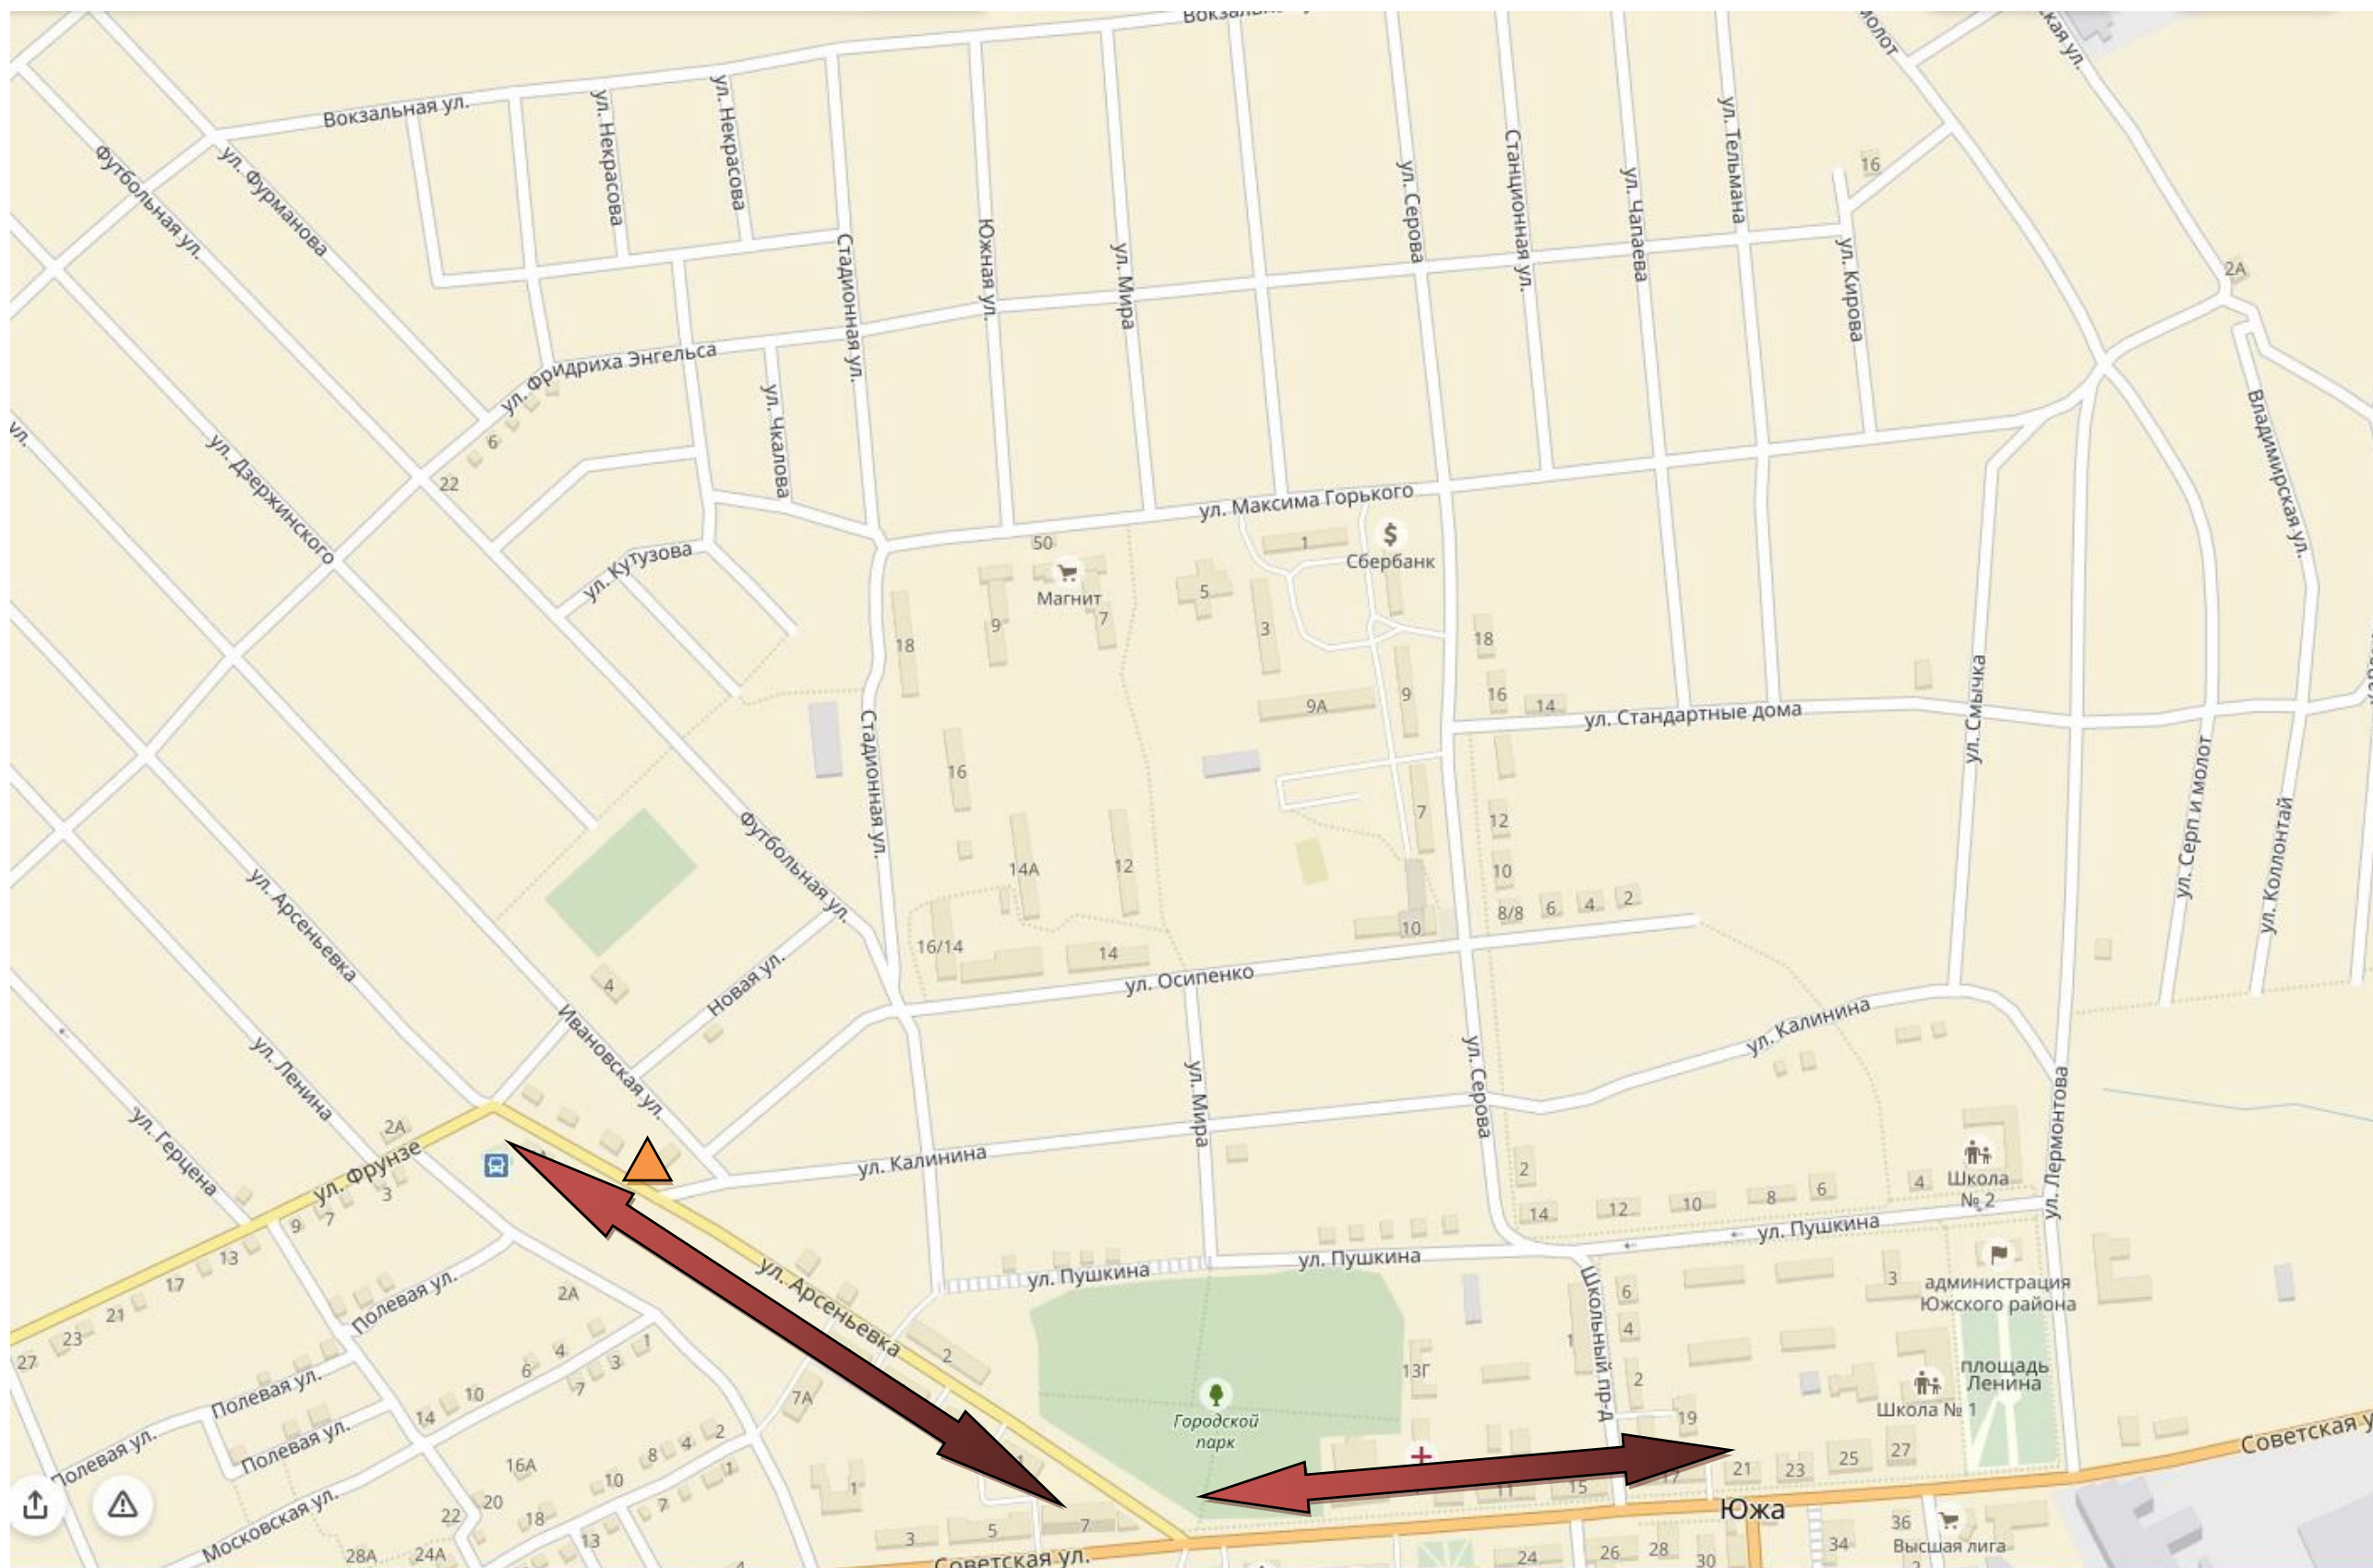 Вокзальная ул.
ул. Некрасова
ул. Некрасова
Футбольная ул.
ул. Фурманова
Стадионная ул.
Южная ул.
ул. Мира
ул. Серова
Станционная ул.
ул. Чапаева
ул. Тельмана
16
ул. Кирова
2А
ул. Фридриха Энгельса
6
22
ул. Чкалова
ул. Дзержинского
Владимирская ул.
ул. Максима Горького
50
1
Сбербанк
Магнит
ул. Кутузова
5
9
7
3
18
18
9А
9
16
14
ул. Стандартные дома
ул. Смычка
Стадионная ул.
16
7
12
Футбольная ул.
14А
12
10
ул. Серп и молот
ул. Коллонтай
8/8
6
4
2
ул. Арсеньевка
16/14
14
10
4
Новая ул.
ул. Осипенко
Ивановская ул.
ул. Калинина
ул. Ленина
ул. Мира
ул. Серова
ул. Лермонтова
ул. Герцена
2А
ул. Фрунзе
3
ул. Калинина
2
4
Школа
№ 2
14
12
10
8
6
9
7
13
17
21
23
27
ул. Пушкина
ул. Пушкина
ул. Пушкина
администрация
Южского района
3
Полевая ул.
2А
ул. Арсеньевка
Школьный пр-д
6
4
2
1
4
6
3
1
7
10
14
2
7А
13Г
площадь
Ленина
Школа № 1
Полевая ул.
Полевая ул.
Полевая ул.
Городской
парк
19
Советская у
16А
8
4
2
1
10
7
1
17
21
23
25
27
11
15
Южа
22
20
18
13
Московская ул.
28А
24А
3
5
7
Советская ул.
24
26
28
30
34
36
Высшая лига